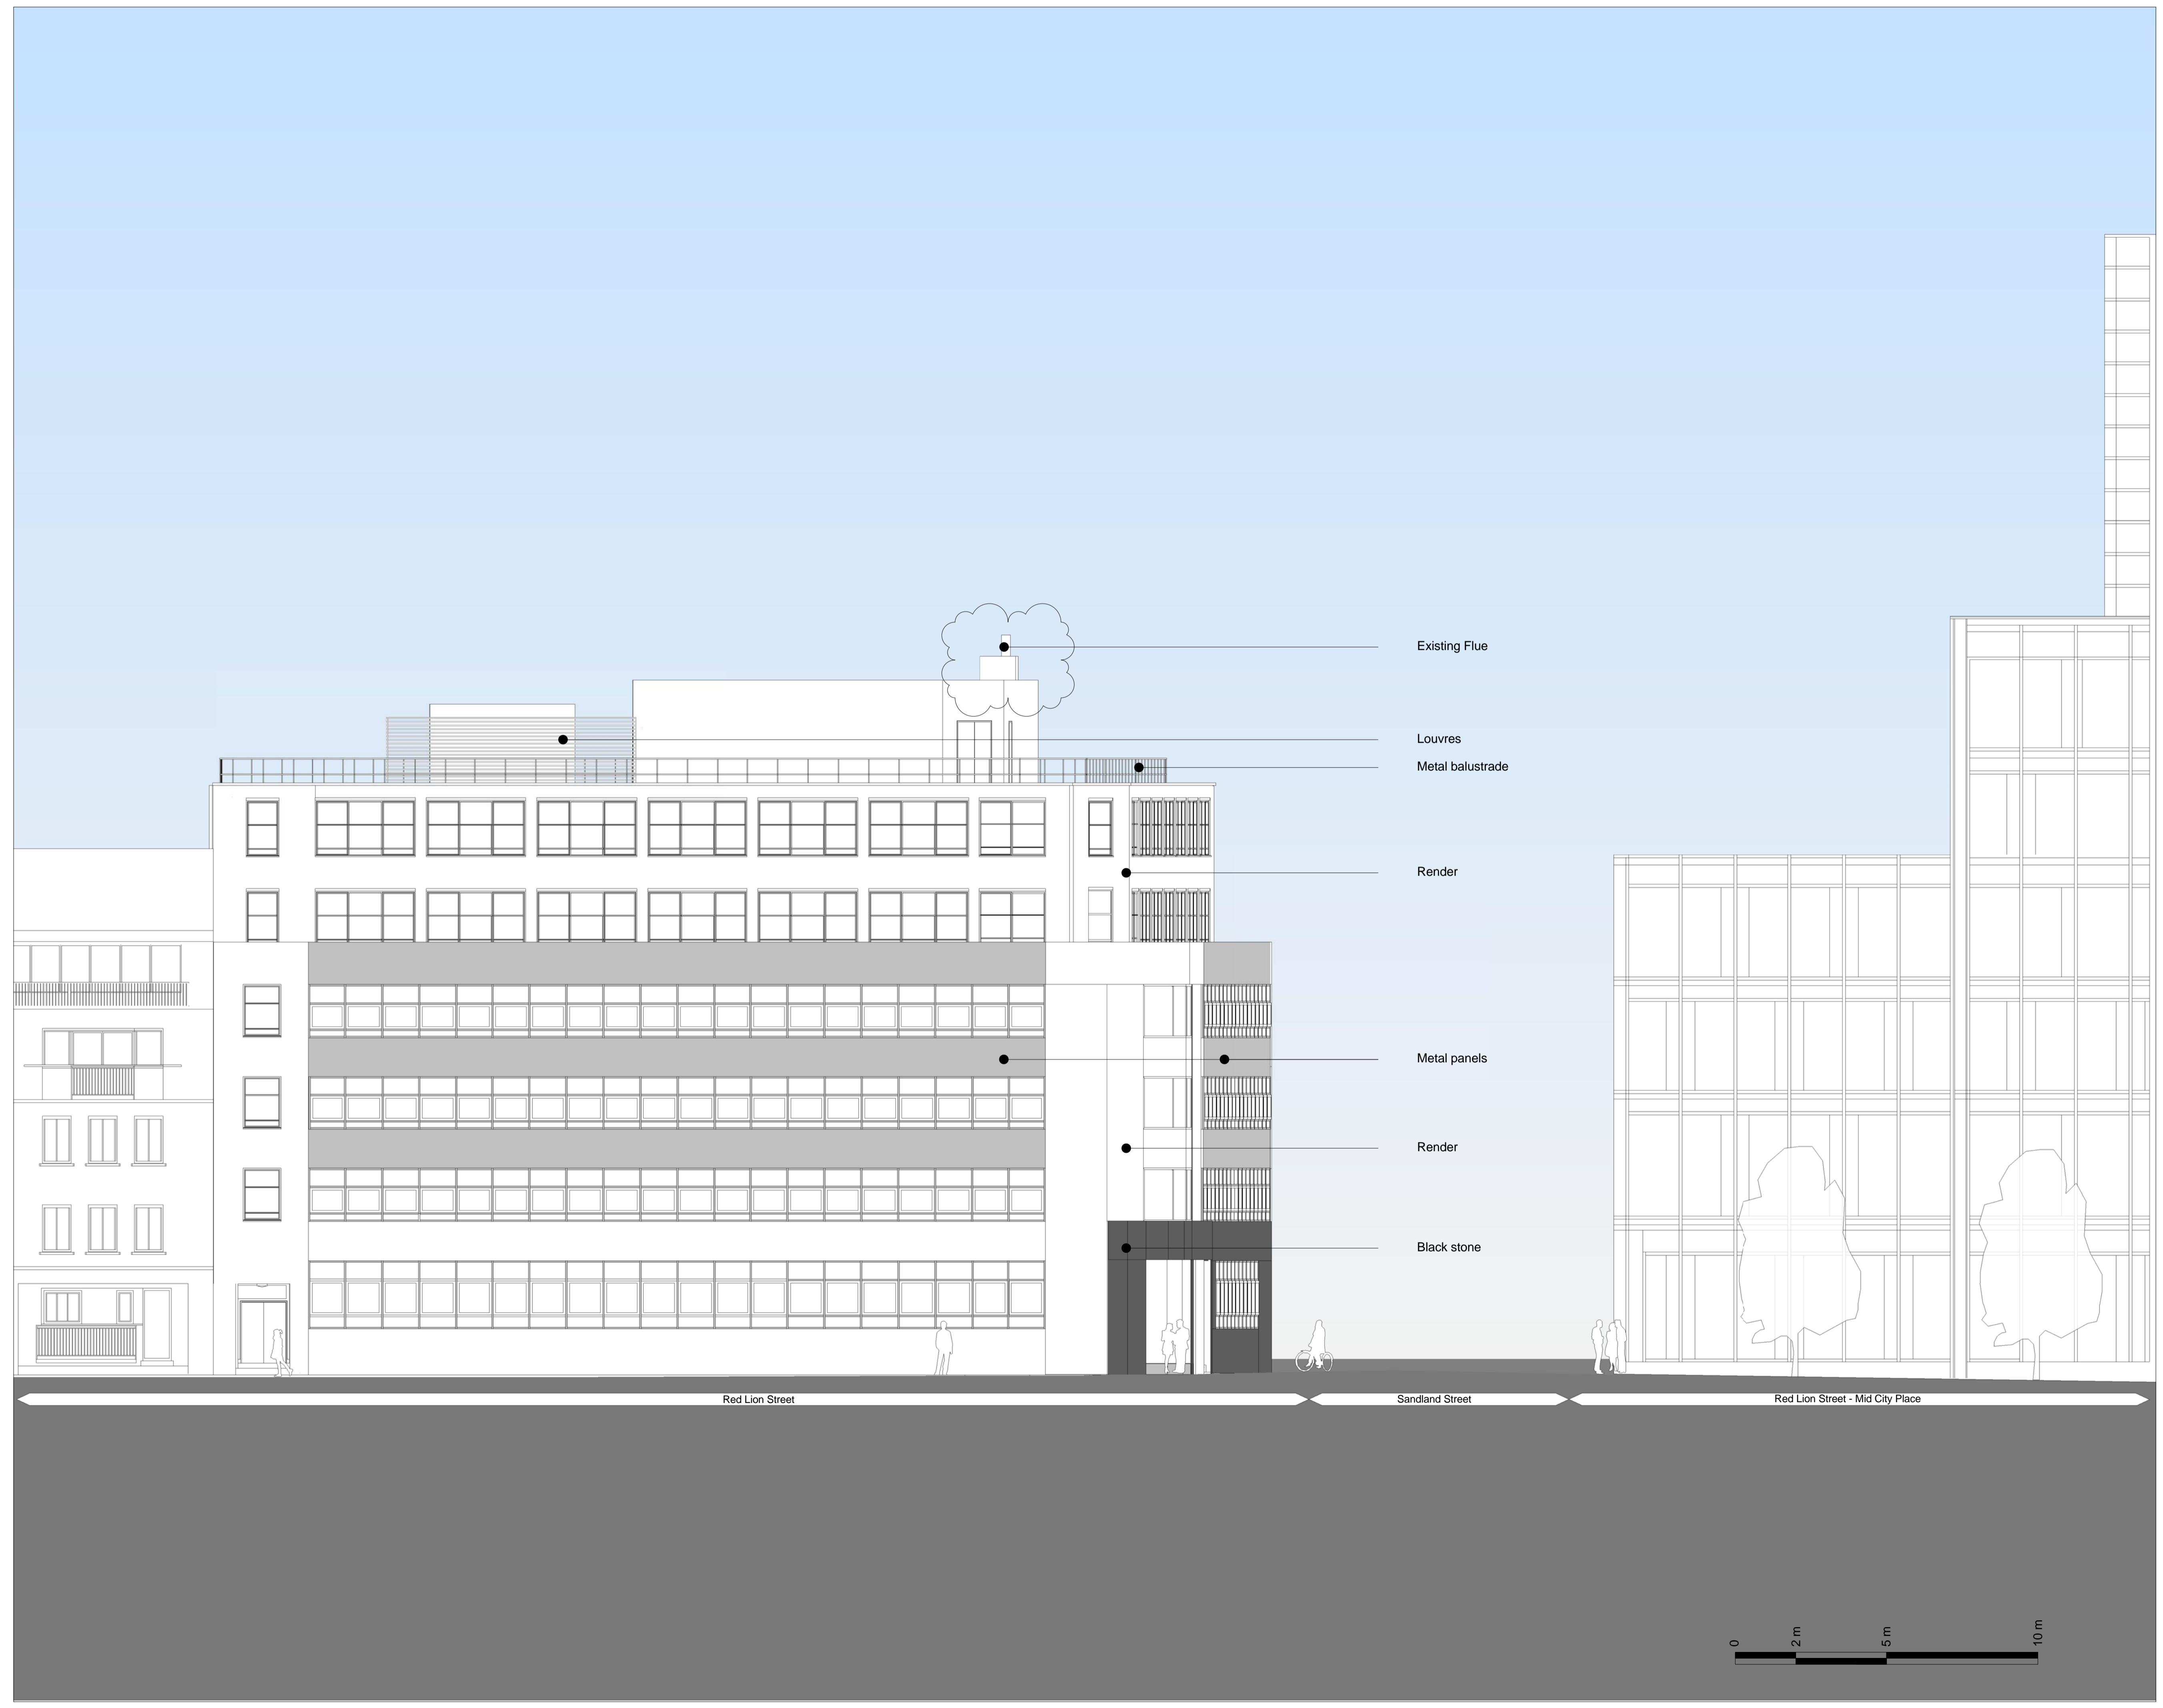 Existing Flue
Louvres
Metal balustrade
Render
Metal panels
Render
Black stone
Red Lion Street
Sandland Street
Red Lion Street - Mid City Place
0
2 m
5 m
10 m